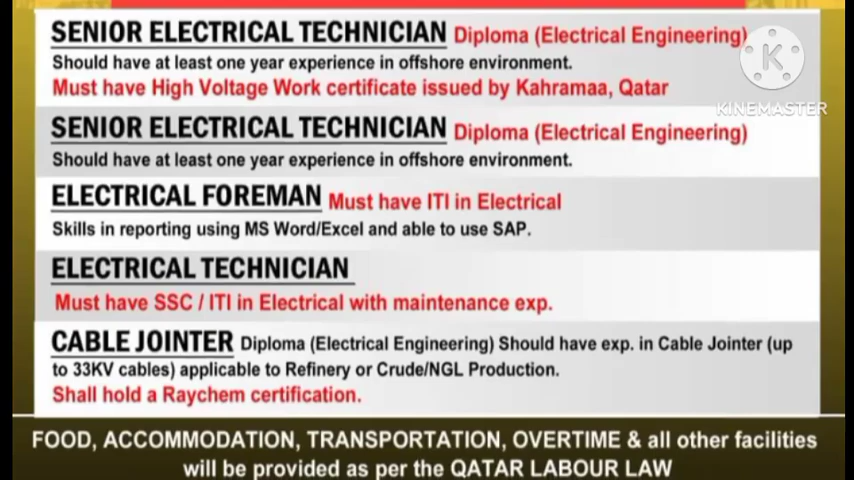 SENIOR ELECTRICAL TECHNICIAN Diploma (Electrical Engineering)
Should have at least one year experience in offshore environment.
Must have High Voltage Work certificate issued by Kahramaa, Qatar
K
KINEMASTER
SENIOR ELECTRICAL TECHNICIAN Diploma (Electrical Engineering)
Should have at least one year experience in offshore environment.
ELECTRICAL FOREMAN Must have ITI in Electrical
Skills in reporting using MS Word/Excel and able to use SAP.
ELECTRICAL TECHNICIAN
Must have SSC / ITI in Electrical with maintenance exp.
CABLE JOINTER Diploma (Electrical Engineering) Should have exp. in Cable Jointer (up
to 33KV cables) applicable to Refinery or Crude/NGL Production.
Shall hold a Raychem certification.
FOOD, ACCOMMODATION, TRANSPORTATION, OVERTIME & all other facilities
will be provided as per the QATAR LABOUR LAW